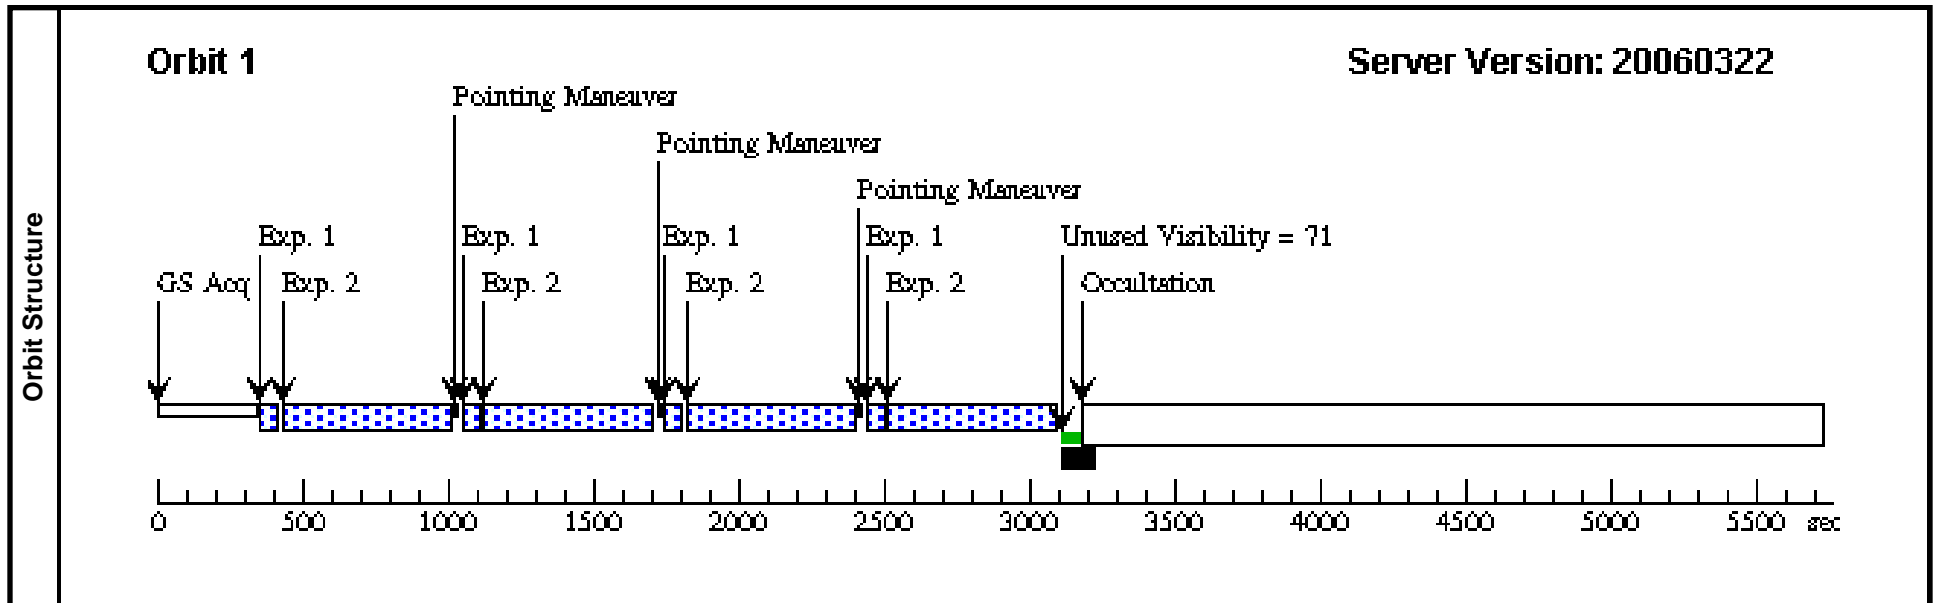 Orbit Structure
Orbit 1
Server Version: 20060322
Pointing Maneuver
Pointing Maneuver
Pointing Maneuver
Exp. 1
Exp. 1
Exp. 1
Exp. 1
Unused Visibility = 71
GS Acq
Exp. 2
Exp. 2
Exp. 2
Exp. 2
Occultation
0 500 1000 1500 2000 2500 3000 3500 4000 4500 5000 5500 sec